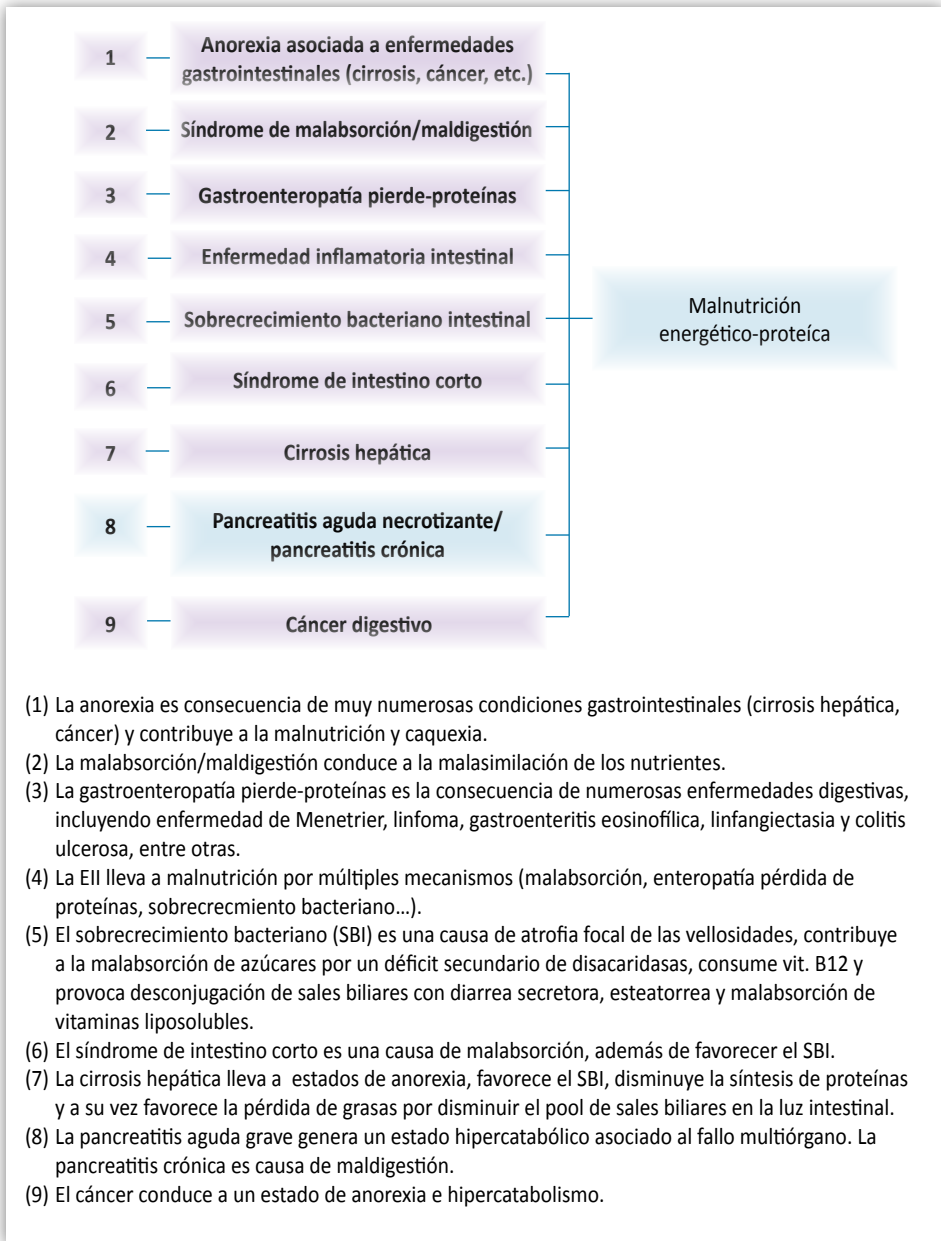 1
Anorexia asociada a enfermedades
gastrointestinales (cirrosis, cáncer, etc.)
2
Síndrome de malabsorción/maldigestión
3
Gastroenteropatía pierde-proteínas
4
Enfermedad inflamatoria intestinal
5
Sobrecrecimiento bacteriano intestinal
6
Síndrome de intestino corto
7
Cirrosis hepática
8
Pancreatitis aguda necrotizante/
pancreatitis crónica
9
Cáncer digestivo
Malnutrición
energético-proteíca
(1) La anorexia es consecuencia de muy numerosas condiciones gastrointestinales (cirrosis hepática,
cáncer) y contribuye a la malnutrición y caquexia.
(2) La malabsorción/maldigestión conduce a la malasimilación de los nutrientes.
(3) La gastroenteropatía pierde-proteínas es la consecuencia de numerosas enfermedades digestivas,
incluyendo enfermedad de Menetrier, linfoma, gastroenteritis eosinofílica, linfangiectasia y colitis
ulcerosa, entre otras.
(4) La EII lleva a malnutrición por múltiples mecanismos (malabsorción, enteropatía pérdida de
proteínas, sobrecrecmiento bacteriano...).
(5) El sobrecrecimiento bacteriano (SBI) es una causa de atrofia focal de las vellosidades, contribuye
a la malabsorción de azúcares por un déficit secundario de disacaridasas, consume vit. B12 y
provoca desconjugación de sales biliares con diarrea secretora, esteatorrea y malabsorción de
vitaminas liposolubles.
(6) El síndrome de intestino corto es una causa de malabsorción, además de favorecer el SBI.
(7) La cirrosis hepática lleva a estados de anorexia, favorece el SBI, disminuye la síntesis de proteínas
y a su vez favorece la pérdida de grasas por disminuir el pool de sales biliares en la luz intestinal.
(8) La pancreatitis aguda grave genera un estado hipercatabólico asociado al fallo multiórgano. La
pancreatitis crónica es causa de maldigestión.
(9) El cáncer conduce a un estado de anorexia e hipercatabolismo.